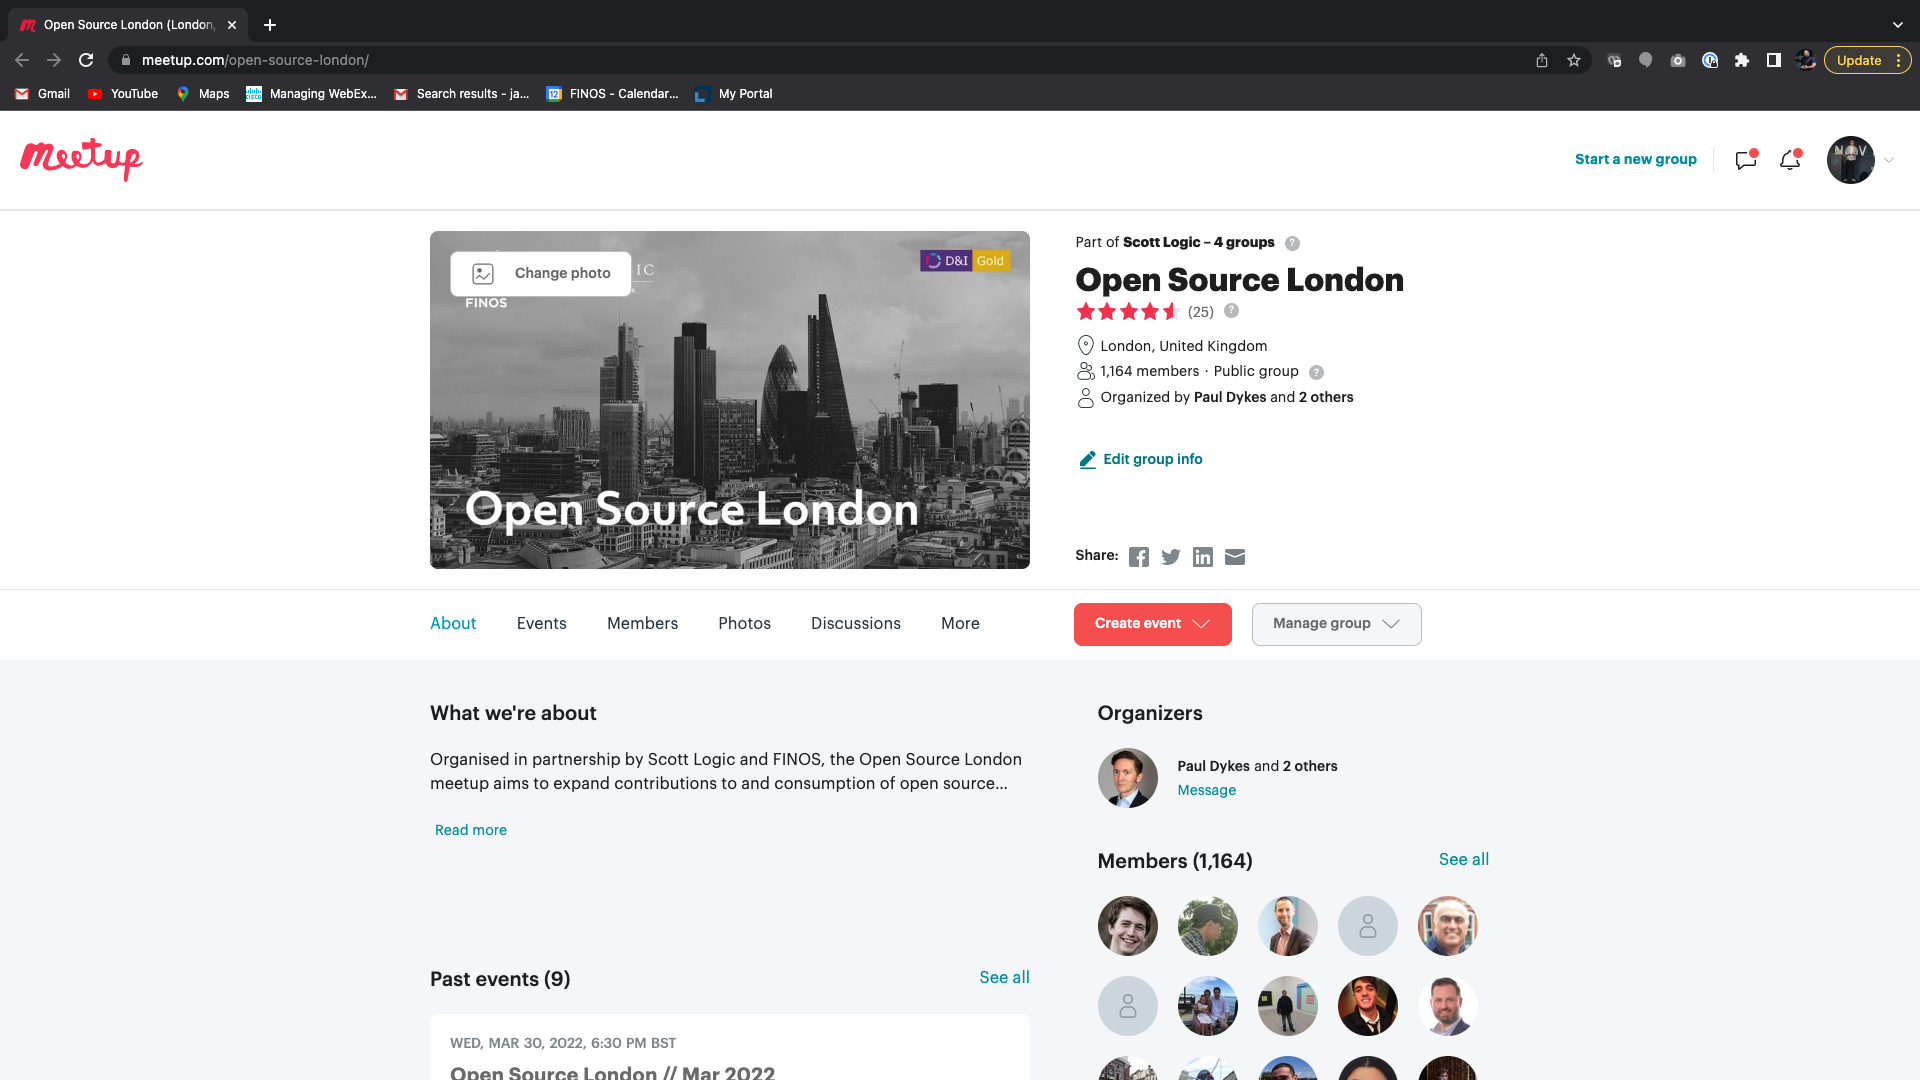 Open Source London (London,
meetup.com/open-source-london/
Update
Gmail
YouTube
Maps
Managing WebEx...
Search results - ja...
FINOS - Calendar...
My Portal
meetup
Start a new group
Change photo
FINOS
D&I Gold
Open Source London
Part of Scott Logic – 4 groups ?
Open Source London
(25) ?
London, United Kingdom
1,164 members · Public group ?
Organized by Paul Dykes and 2 others
Edit group info
Share:
About
Events
Members
Photos
Discussions
More
Create event
Manage group
What we're about
Organised in partnership by Scott Logic and FINOS, the Open Source London
meetup aims to expand contributions to and consumption of open source...
Read more
Organizers
Paul Dykes and 2 others
Message
Members (1,164)
See all
Past events (9)
See all
WED, MAR 30, 2022, 6:30 PM BST
Open Source London // Mar 2022